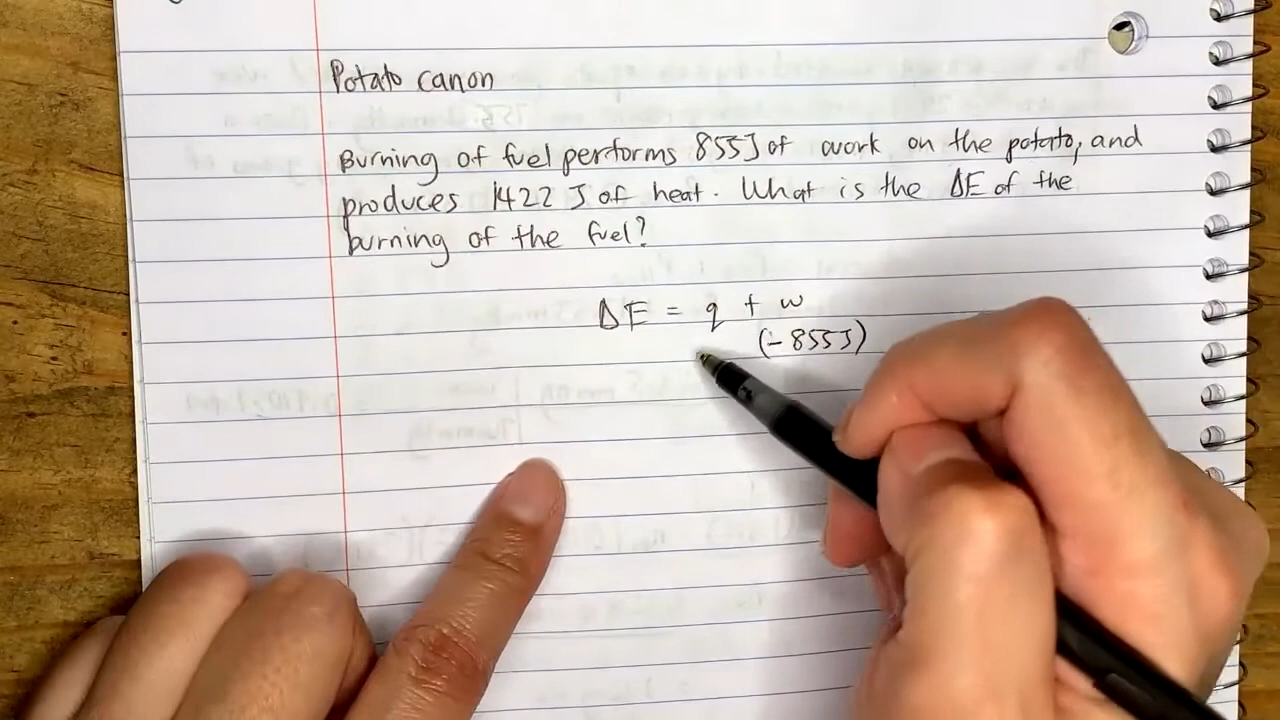 Potato canon
Burning of fuel performs 855J of work on the potato, and
produces 1422 J of heat. What is the ΔE of the
burning of the fuel?
ΔE = q + w
(-855J)